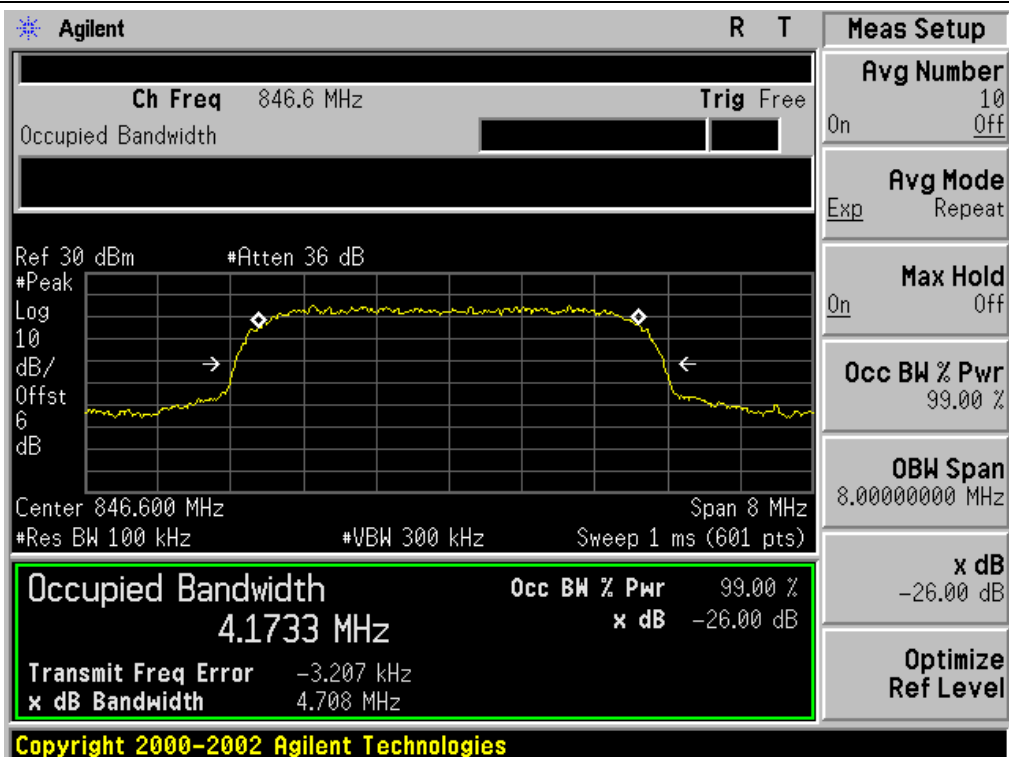 Agilent R T
Meas Setup
Ch Freq 846.6 MHz Trig Free
Occupied Bandwidth
Avg Number
10
On Off
Avg Mode
Exp Repeat
Max Hold
On Off
Occ BW % Pwr
99.00 %
OBW Span
8.00000000 MHz
x dB
-26.00 dB
Optimize
Ref Level
Ref 30 dBm #Atten 36 dB
#Peak
Log
10
dB/
Offst
6
dB
Center 846.600 MHz Span 8 MHz
#Res BW 100 kHz #VBW 300 kHz Sweep 1 ms (601 pts)
Occupied Bandwidth Occ BW % Pwr 99.00 %
4.1733 MHz x dB -26.00 dB
Transmit Freq Error -3.207 kHz
x dB Bandwidth 4.708 MHz
Copyright 2000-2002 Agilent Technologies